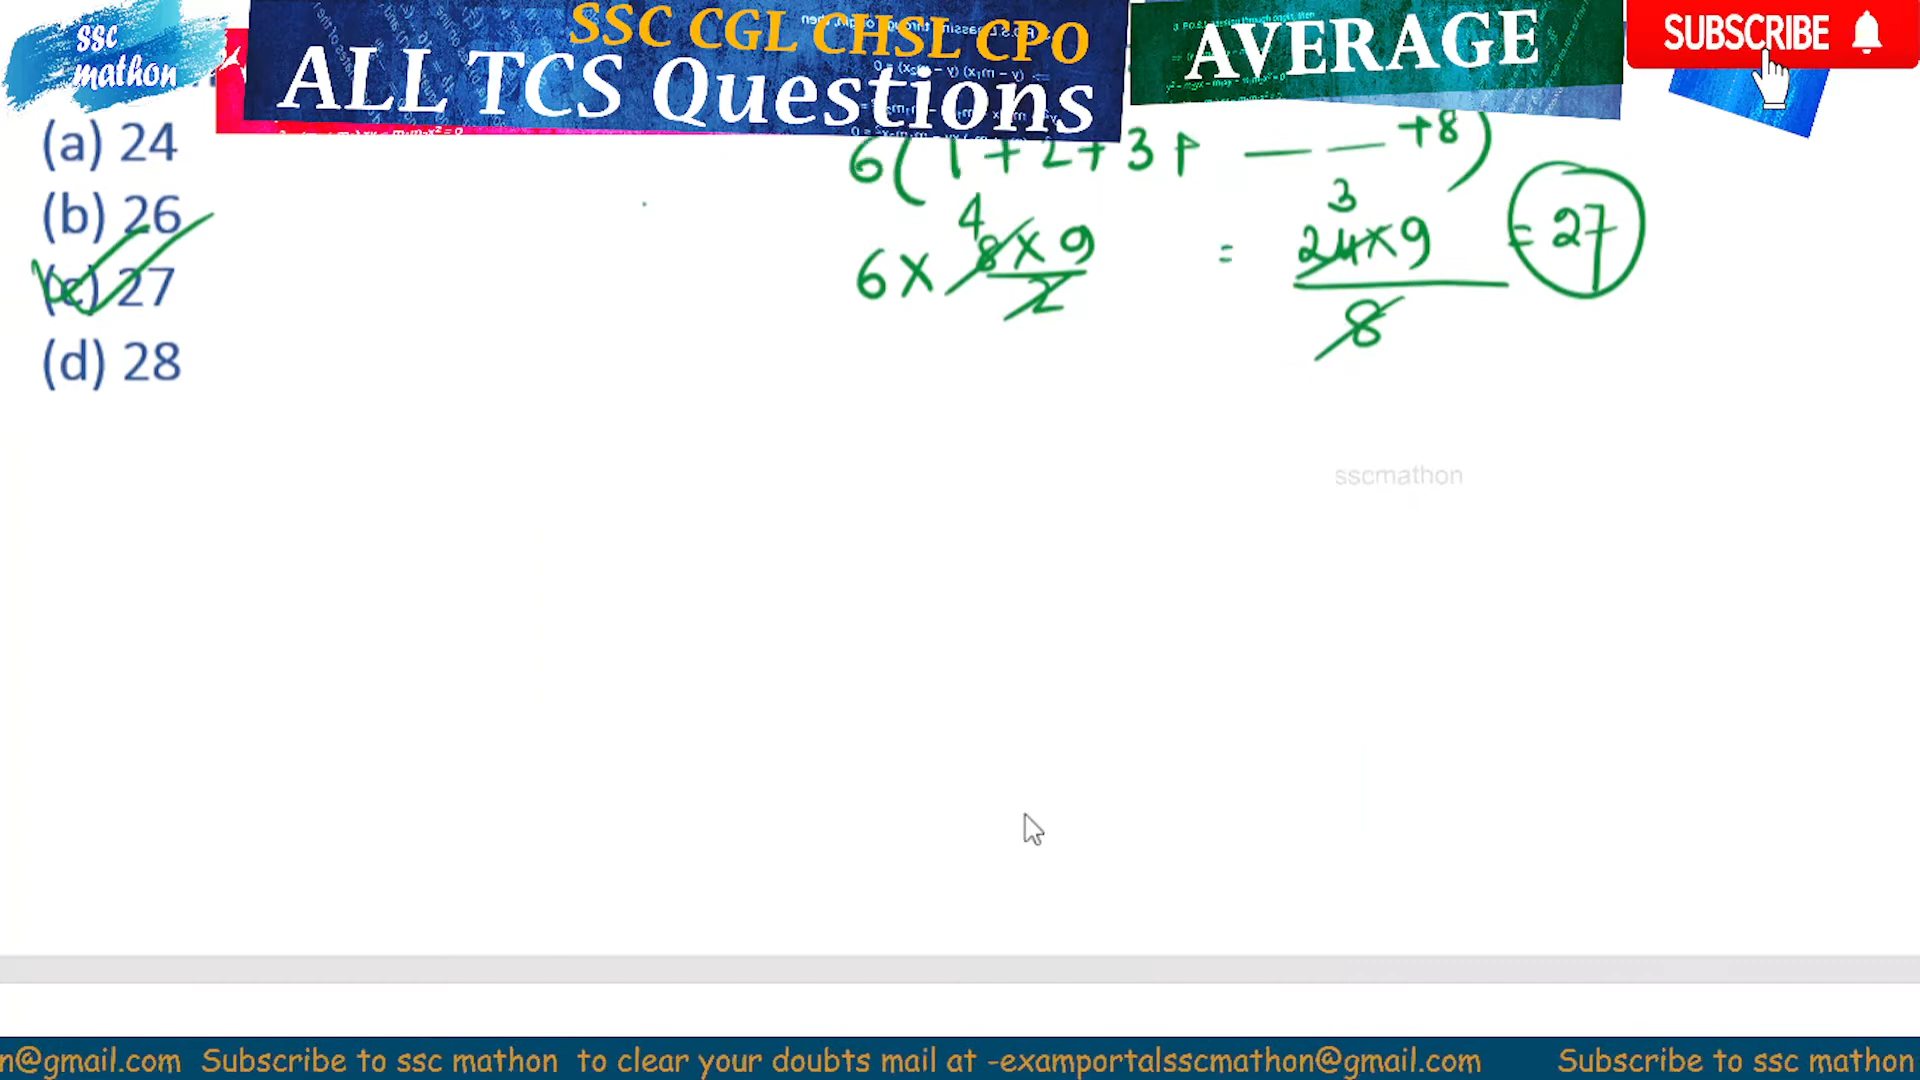 ssc
mathon
SSC CGL CHSL CPO
ALL TCS Questions
AVERAGE
SUBSCRIBE
(a) 24
(b) 26
(c) 27
(d) 28
6(1+2+3+ — — +8)
4 3
6× 8×9/2 = 24×9/8 = 27
sscmathon
n@gmail.com Subscribe to ssc mathon to clear your doubts mail at -examportalsscmathon@gmail.com Subscribe to ssc mathon